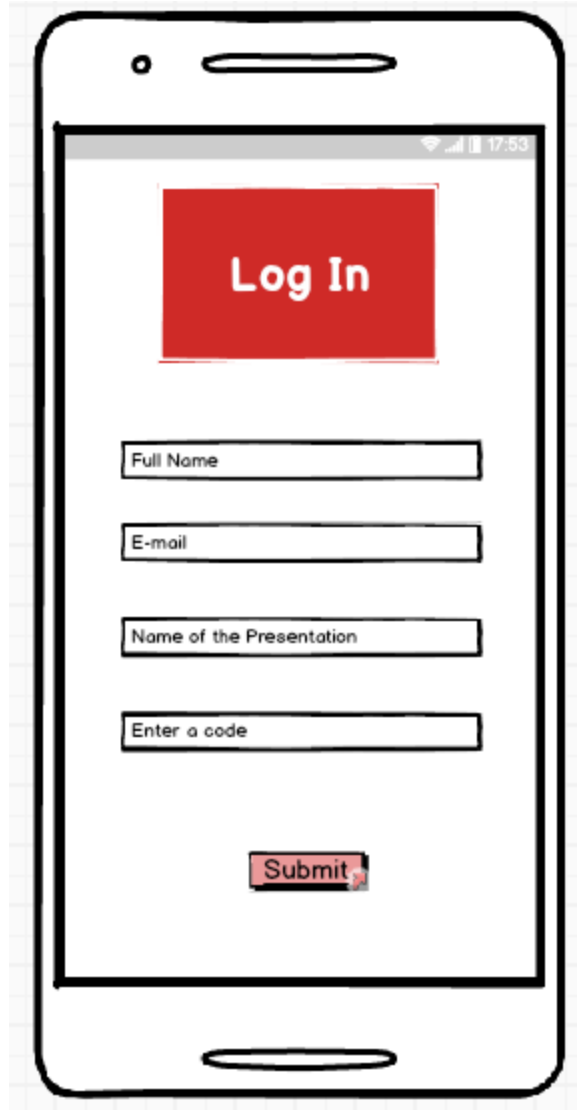 17:53
Log In
Full Name
E-mail
Name of the Presentation
Enter a code
Submit